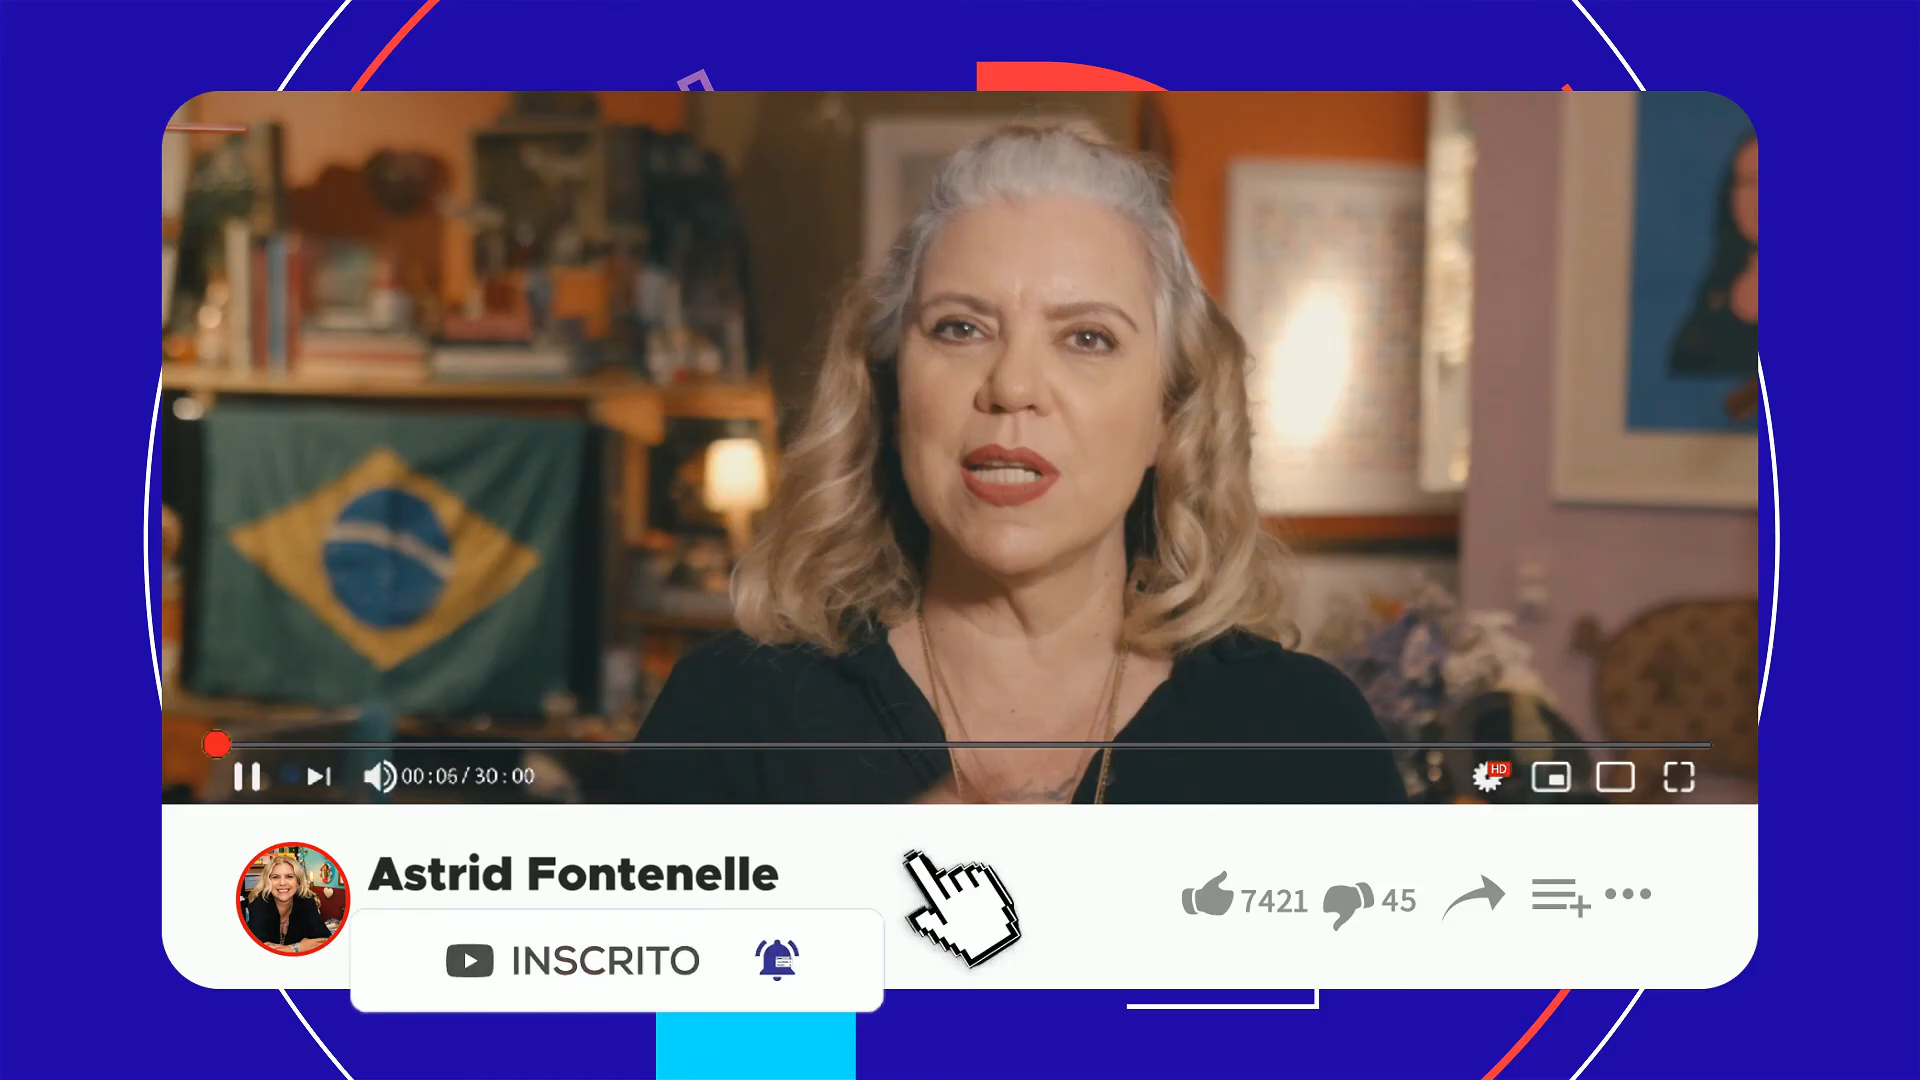 00:06/30:00
HD
Astrid Fontenelle
7421
45
INSCRITO